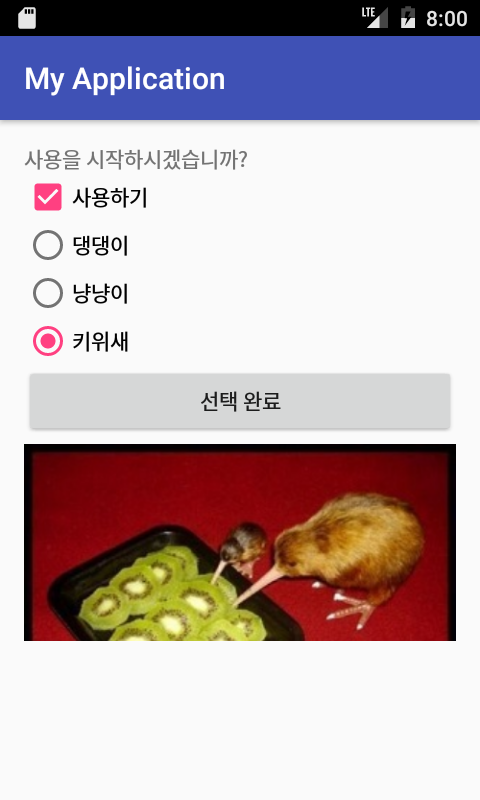 LTE 8:00
My Application
사용을 시작하시겠습니까?
사용하기
댕댕이
냥냥이
키위새
선택 완료